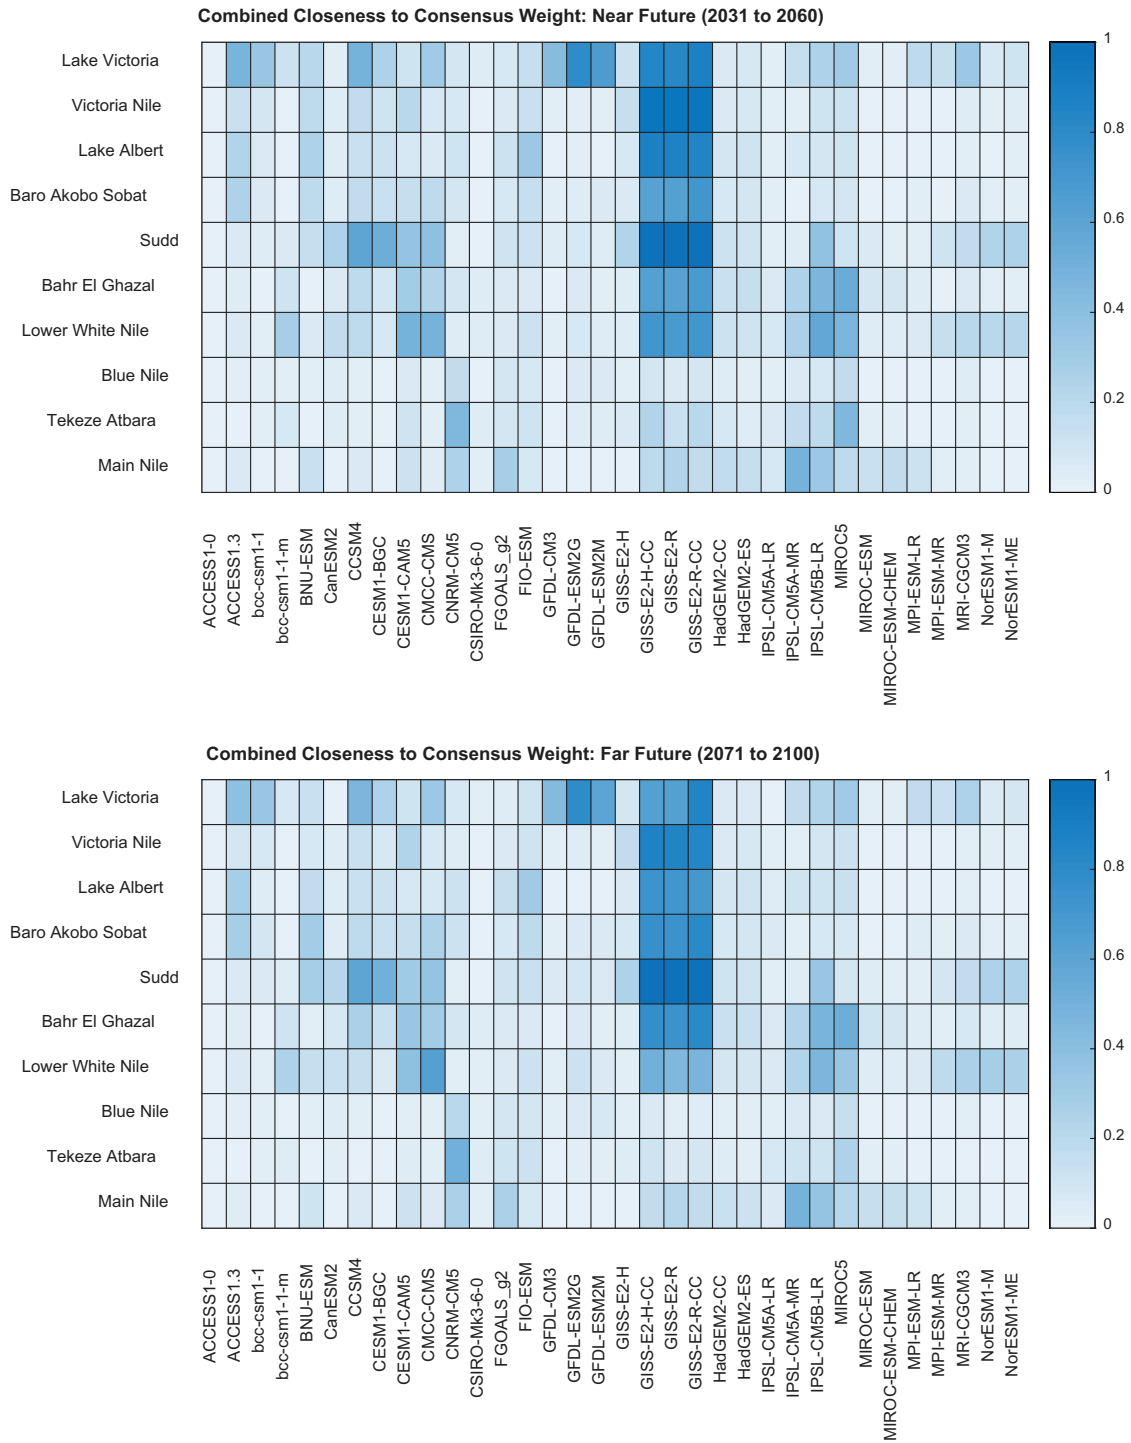 Combined Closeness to Consensus Weight: Near Future (2031 to 2060)
Lake Victoria
Victoria Nile
Lake Albert
Baro Akobo Sobat
Sudd
Bahr El Ghazal
Lower White Nile
Blue Nile
Tekeze Atbara
Main Nile
1
0.8
0.6
0.4
0.2
0
ACCESS1-0
ACCESS1.3
bcc-csm1-1
bcc-csm1-1-m
BNU-ESM
CanESM2
CCSM4
CESM1-BGC
CESM1-CAM5
CMCC-CMS
CNRM-CM5
CSIRO-Mk3-6-0
FGOALS_g2
FIO-ESM
GFDL-CM3
GFDL-ESM2G
GFDL-ESM2M
GISS-E2-H
GISS-E2-H-CC
GISS-E2-R
GISS-E2-R-CC
HadGEM2-CC
HadGEM2-ES
IPSL-CM5A-LR
IPSL-CM5A-MR
IPSL-CM5B-LR
MIROC5
MIROC-ESM
MIROC-ESM-CHEM
MPI-ESM-LR
MPI-ESM-MR
MRI-CGCM3
NorESM1-M
NorESM1-ME
Combined Closeness to Consensus Weight: Far Future (2071 to 2100)
Lake Victoria
Victoria Nile
Lake Albert
Baro Akobo Sobat
Sudd
Bahr El Ghazal
Lower White Nile
Blue Nile
Tekeze Atbara
Main Nile
1
0.8
0.6
0.4
0.2
0
ACCESS1-0
ACCESS1.3
bcc-csm1-1
bcc-csm1-1-m
BNU-ESM
CanESM2
CCSM4
CESM1-BGC
CESM1-CAM5
CMCC-CMS
CNRM-CM5
CSIRO-Mk3-6-0
FGOALS_g2
FIO-ESM
GFDL-CM3
GFDL-ESM2G
GFDL-ESM2M
GISS-E2-H
GISS-E2-H-CC
GISS-E2-R
GISS-E2-R-CC
HadGEM2-CC
HadGEM2-ES
IPSL-CM5A-LR
IPSL-CM5A-MR
IPSL-CM5B-LR
MIROC5
MIROC-ESM
MIROC-ESM-CHEM
MPI-ESM-LR
MPI-ESM-MR
MRI-CGCM3
NorESM1-M
NorESM1-ME